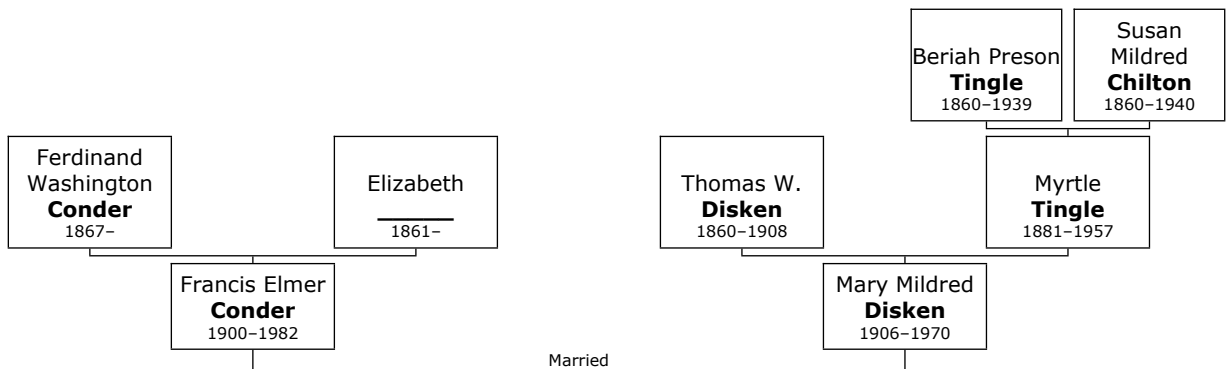 Beriah Preson
Tingle
1860–1939
Susan
Mildred
Chilton
1860–1940
Ferdinand
Washington
Conder
1867–
Elizabeth
_______
1861–
Thomas W.
Disken
1860–1908
Myrtle
Tingle
1881–1957
Francis Elmer
Conder
1900–1982
Mary Mildred
Disken
1906–1970
Married